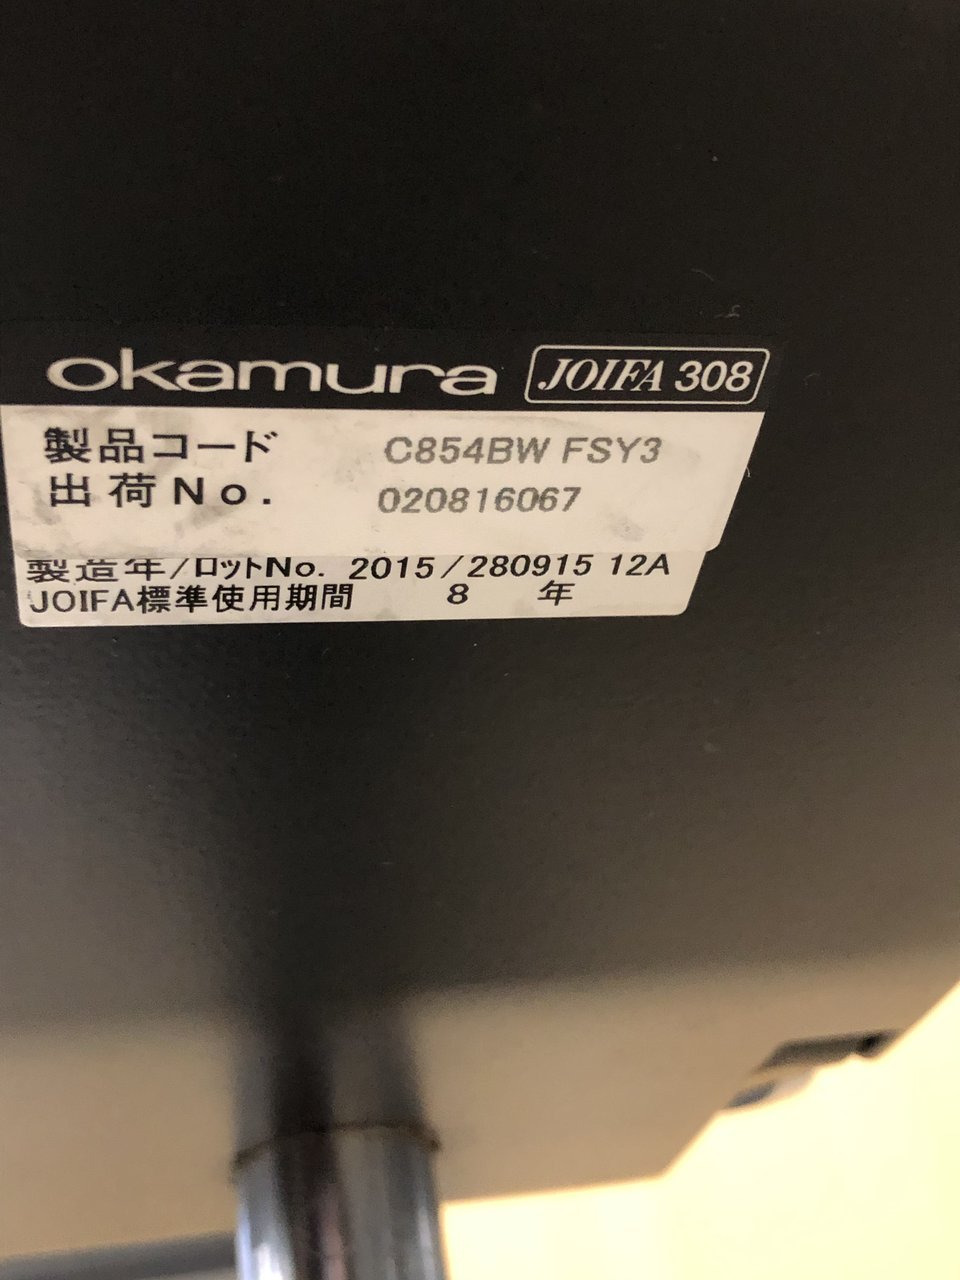 okamura JOIFA 308
製品コード C854BW FSY3
出荷No. 020816067
製造年/ロットNo. 2015/280915 12A
JOIFA標準使用期間 8 年